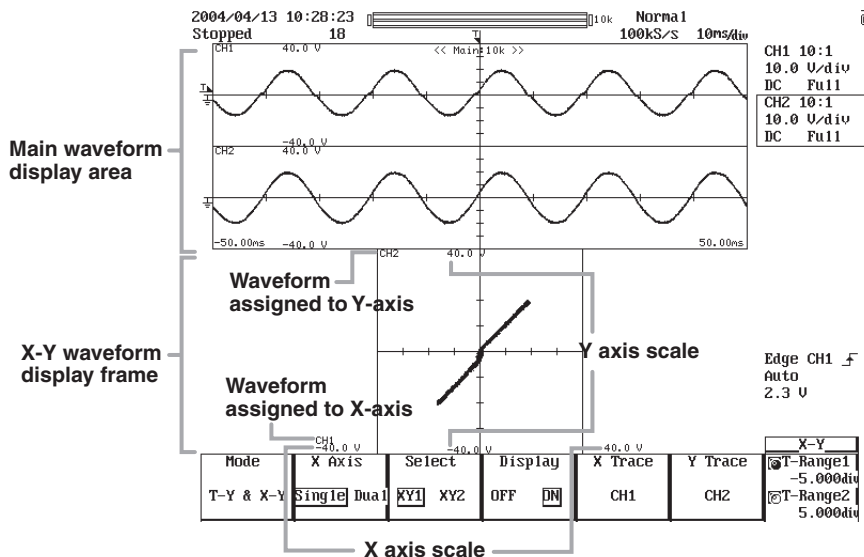 2004/04/13 10:28:23
10k
Normal
Stopped
18
T
100kS/s
10ms/div
CH1
40.0 V
<< Main:10k >>
CH1 10:1
10.0 V/div
DC Full
T
-40.0 V
CH2 10:1
10.0 V/div
DC Full
CH2
40.0 V
Main waveform
display area
-50.00ms
-40.0 V
50.00ms
CH2
40.0 V
Waveform
assigned to Y-axis
X-Y waveform
display frame
Y axis scale
Edge CH1
Auto
2.3 V
Waveform
assigned to X-axis
CH1
-40.0 V
-40.0 V
40.0 V
X-Y
Mode
X Axis
Select
Display
X Trace
Y Trace
T-Range1
-5.000div
T-Y & X-Y
Single Dual
XY1 XY2
OFF ON
CH1
CH2
T-Range2
5.000div
X axis scale